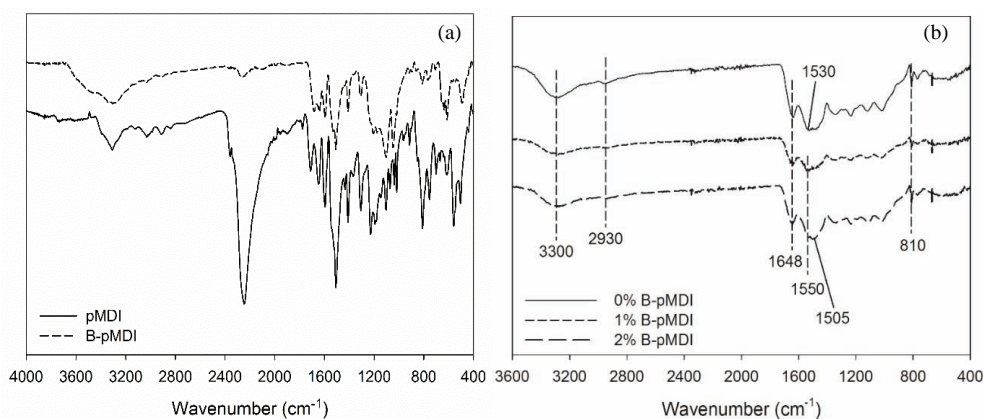 (a)
pMDI
B-pMDI
4000 3600 3200 2800 2400 2000 1600 1200 800 400
Wavenumber (cm⁻¹)
(b)
1530
3300
2930
1648
1550
1505
810
0% B-pMDI
1% B-pMDI
2% B-pMDI
3600 3200 2800 2400 2000 1600 1200 800 400
Wavenumber (cm⁻¹)